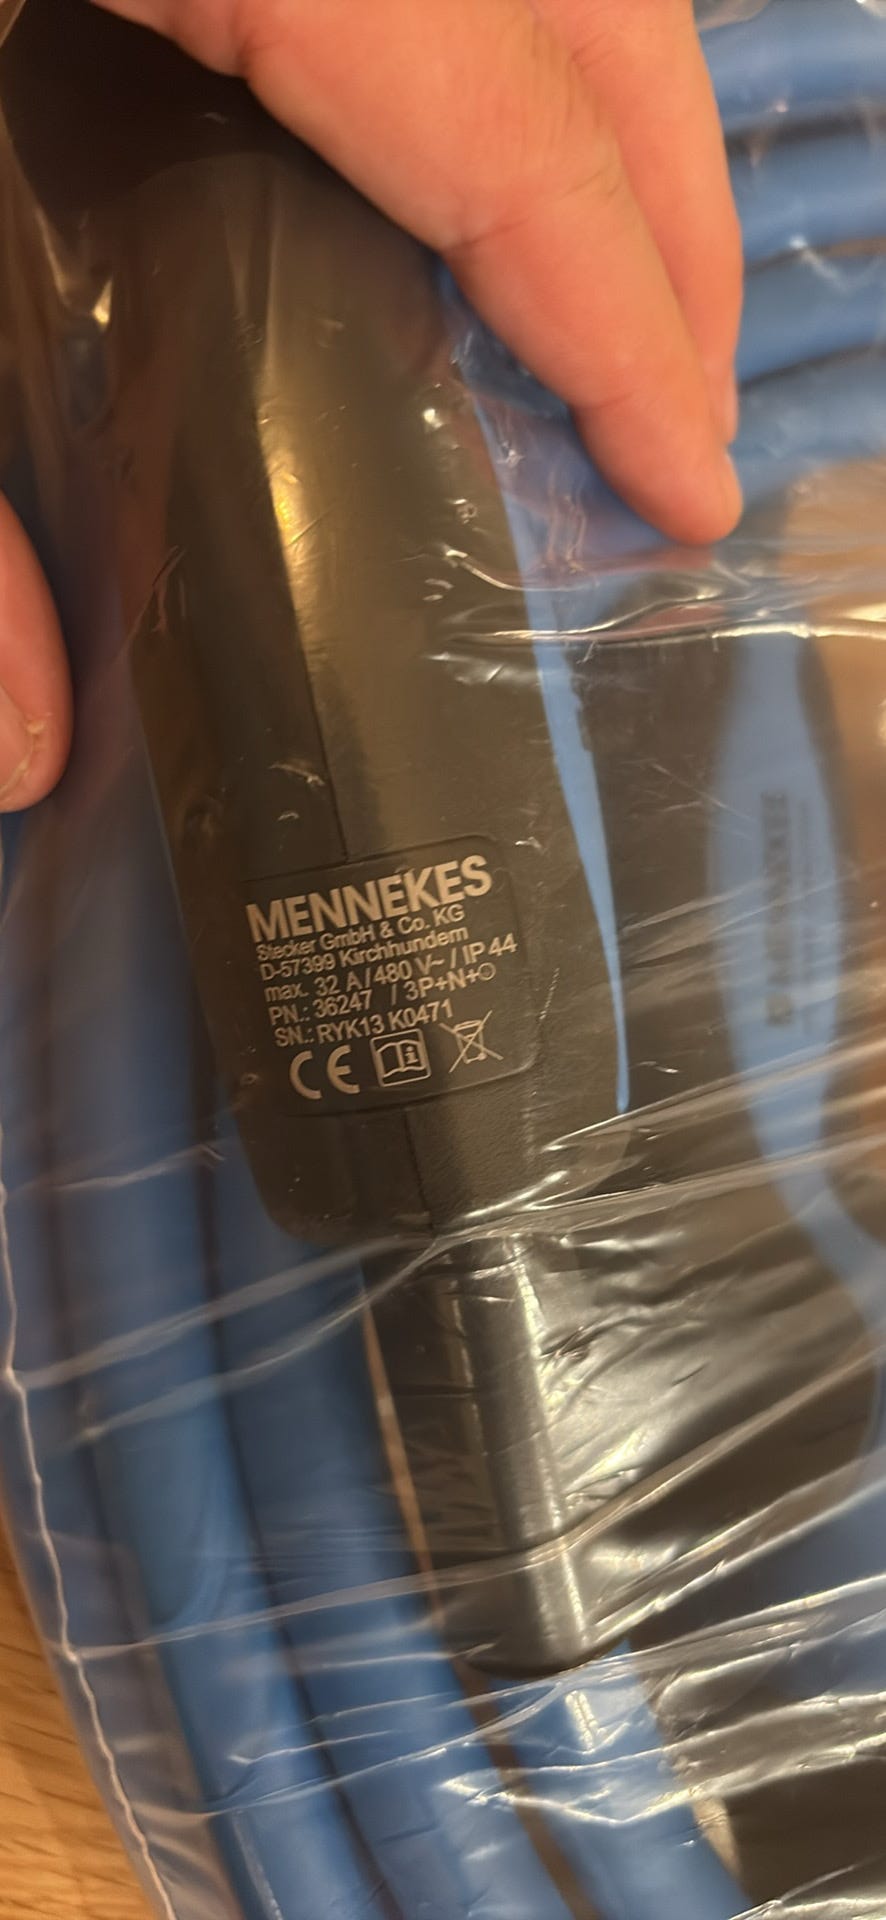 MENNEKES
Stecker GmbH & Co. KG
D-57399 Kirchhundem
max. 32 A / 480 V~ / IP 44
PN.: 36247 / 3P+N+
SN.: RYK13 K0471
CE
i
MENNEKES